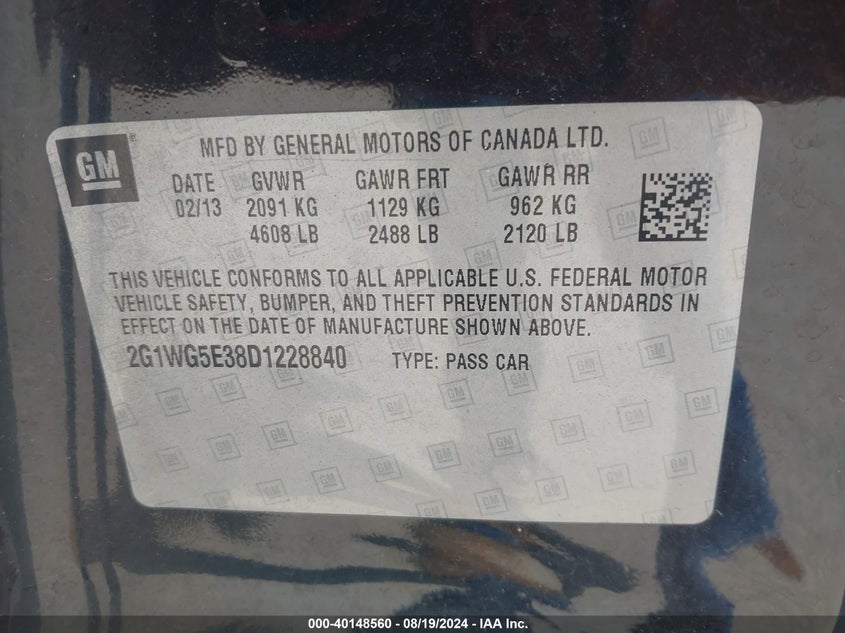 GM
MFD BY GENERAL MOTORS OF CANADA LTD.
DATE GVWR GAWR FRT GAWR RR
02/13 2091 KG 1129 KG 962 KG
4608 LB 2488 LB 2120 LB
THIS VEHICLE CONFORMS TO ALL APPLICABLE U.S. FEDERAL MOTOR
VEHICLE SAFETY, BUMPER, AND THEFT PREVENTION STANDARDS IN
EFFECT ON THE DATE OF MANUFACTURE SHOWN ABOVE.
2G1WG5E38D1228840 TYPE: PASS CAR
000-40148560 - 08/19/2024 - IAA Inc.